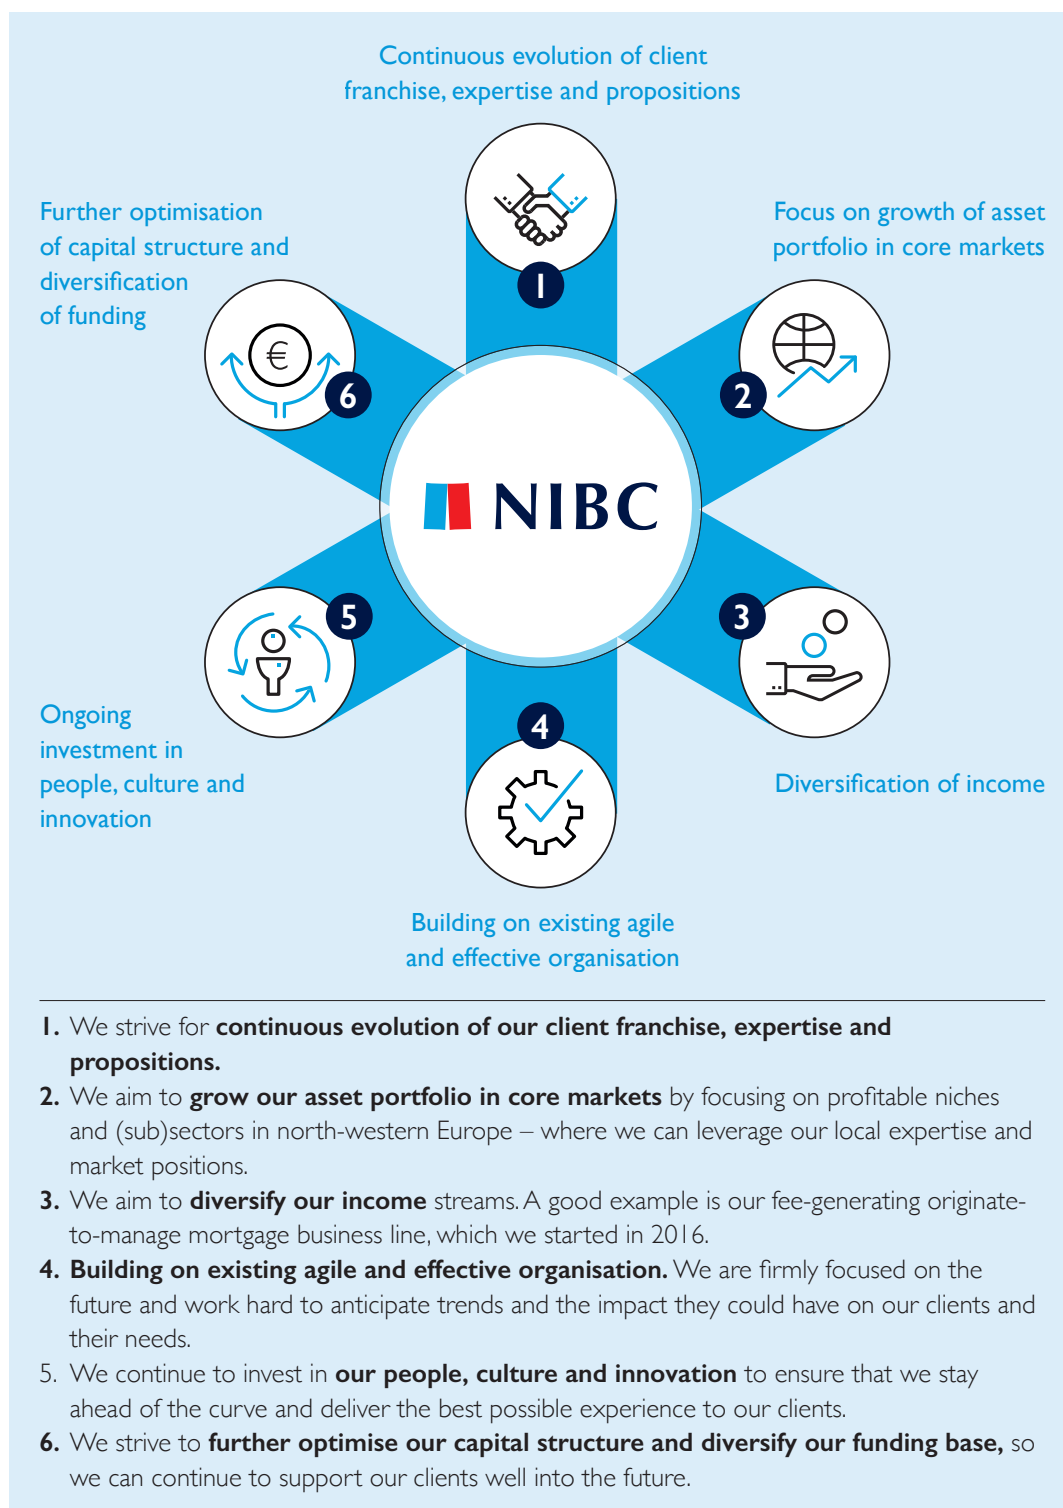 Continuous evolution of client
franchise, expertise and propositions
Further optimisation
of capital structure and
diversification
of funding
Focus on growth of asset
portfolio in core markets
1
€
6
2
NIBC
5
3
4
Ongoing
investment in
people, culture and
innovation
Diversification of income
Building on existing agile
and effective organisation
1. We strive for continuous evolution of our client franchise, expertise and
propositions.
2. We aim to grow our asset portfolio in core markets by focusing on profitable niches
and (sub)sectors in north-western Europe – where we can leverage our local expertise and
market positions.
3. We aim to diversify our income streams. A good example is our fee-generating originate-
to-manage mortgage business line, which we started in 2016.
4. Building on existing agile and effective organisation. We are firmly focused on the
future and work hard to anticipate trends and the impact they could have on our clients and
their needs.
5. We continue to invest in our people, culture and innovation to ensure that we stay
ahead of the curve and deliver the best possible experience to our clients.
6. We strive to further optimise our capital structure and diversify our funding base, so
we can continue to support our clients well into the future.